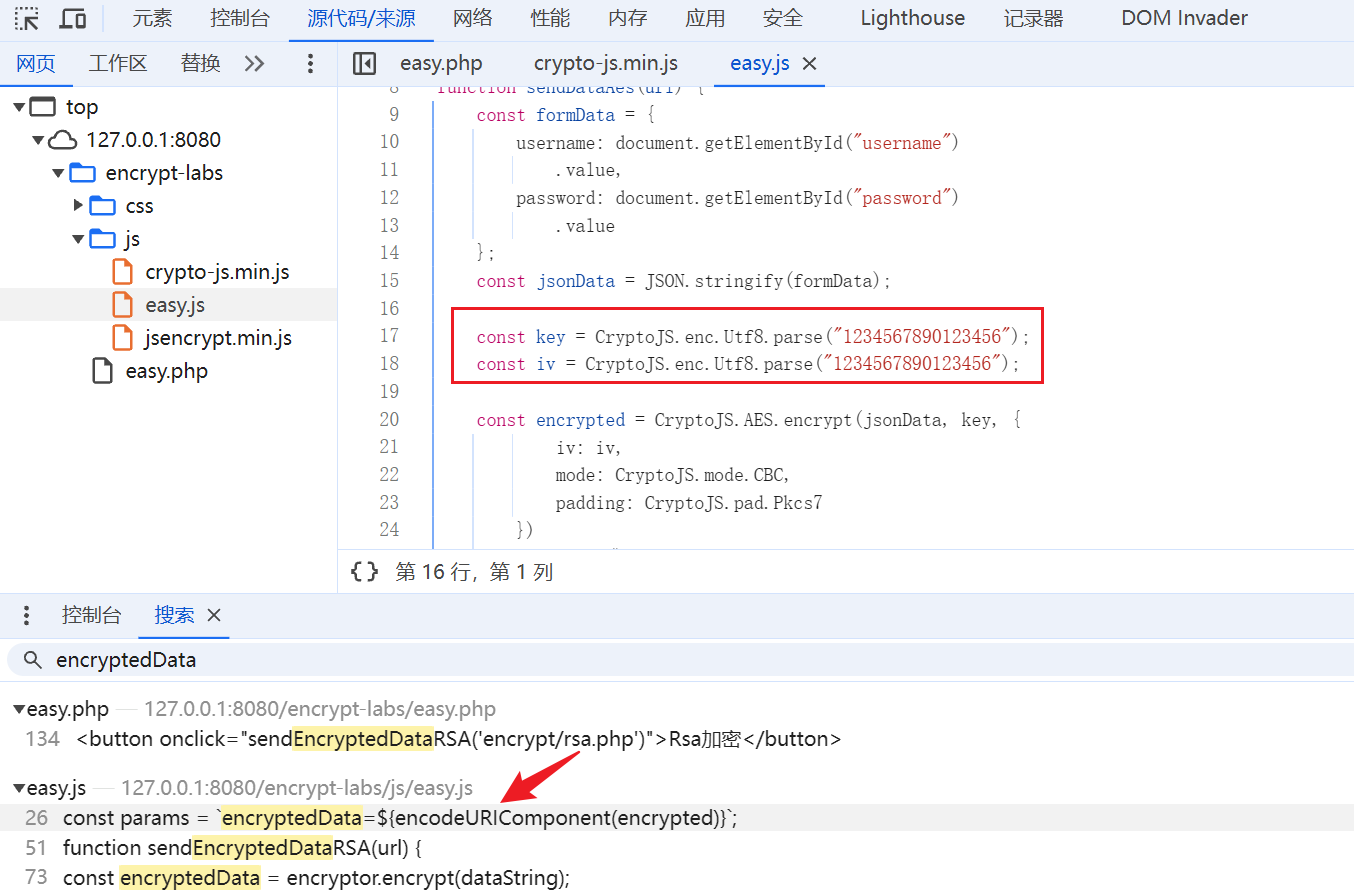 元素 控制台 源代码/来源 网络 性能 内存 应用 安全 Lighthouse 记录器 DOM Invader
网页 工作区 替换 easy.php crypto-js.min.js easy.js
top
127.0.0.1:8080
encrypt-labs
css
js
crypto-js.min.js
easy.js
jsencrypt.min.js
easy.php
8 function sendDataAes(url) {
9 const formData = {
10 username: document.getElementById("username")
11 .value,
12 password: document.getElementById("password")
13 .value
14 };
15 const jsonData = JSON.stringify(formData);
16
17 const key = CryptoJS.enc.Utf8.parse("1234567890123456");
18 const iv = CryptoJS.enc.Utf8.parse("1234567890123456");
19
20 const encrypted = CryptoJS.AES.encrypt(jsonData, key, {
21 iv: iv,
22 mode: CryptoJS.mode.CBC,
23 padding: CryptoJS.pad.Pkcs7
24 })
{} 第 16 行，第 1 列
控制台 搜索
encryptedData
easy.php — 127.0.0.1:8080/encrypt-labs/easy.php
134 <button onclick="sendEncryptedDataRSA('encrypt/rsa.php')">Rsa加密</button>
easy.js — 127.0.0.1:8080/encrypt-labs/js/easy.js
26 const params = `encryptedData=${encodeURIComponent(encrypted)}`;
51 function sendEncryptedDataRSA(url) {
73 const encryptedData = encryptor.encrypt(dataString);